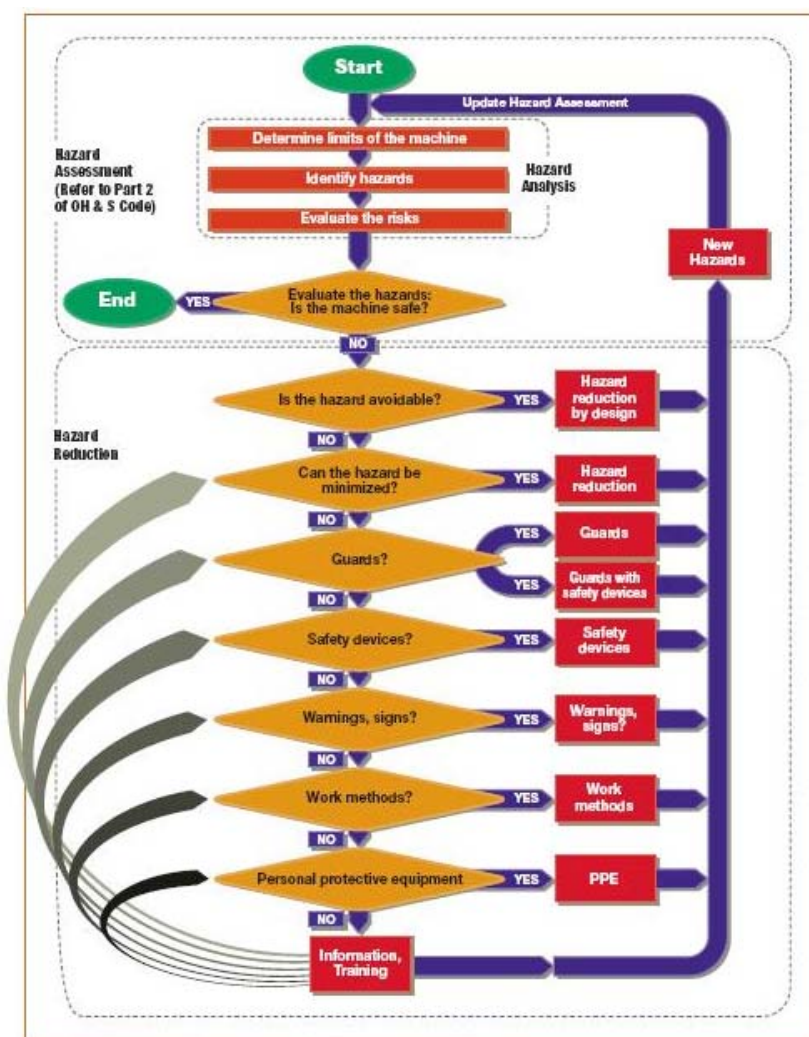 Start
Update Hazard Assessment
Determine limits of the machine
Hazard
Assessment
(Refer to Part 2
of OH & S Code)
Identify hazards
Hazard
Analysis
Evaluate the risks
New
Hazards
End
YES
Evaluate the hazards:
Is the machine safe?
NO
Hazard
Reduction
Is the hazard avoidable?
YES
Hazard
reduction
by design
NO
Can the hazard be
minimized?
YES
Hazard
reduction
NO
Guards?
YES
Guards
YES
Guards with
safety devices
NO
Safety devices?
YES
Safety
devices
NO
Warnings, signs?
YES
Warnings,
signs?
NO
Work methods?
YES
Work
methods
NO
Personal protective equipment
YES
PPE
NO
Information,
Training